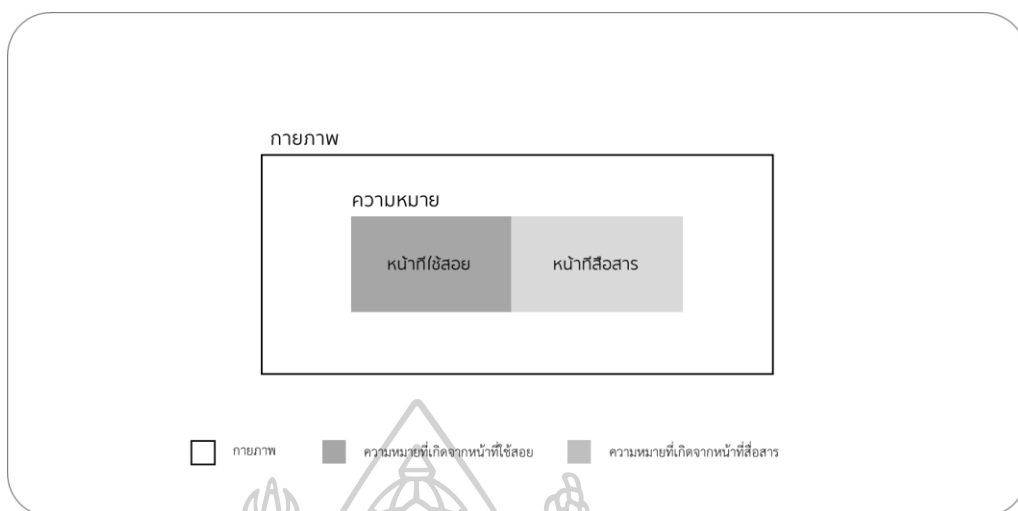 กายภาพ
ความหมาย
หน้าที่ใช้สอย หน้าที่สื่อสาร
กายภาพ ความหมายที่เกิดจากหน้าที่ใช้สอย ความหมายที่เกิดจากหน้าที่สื่อสาร